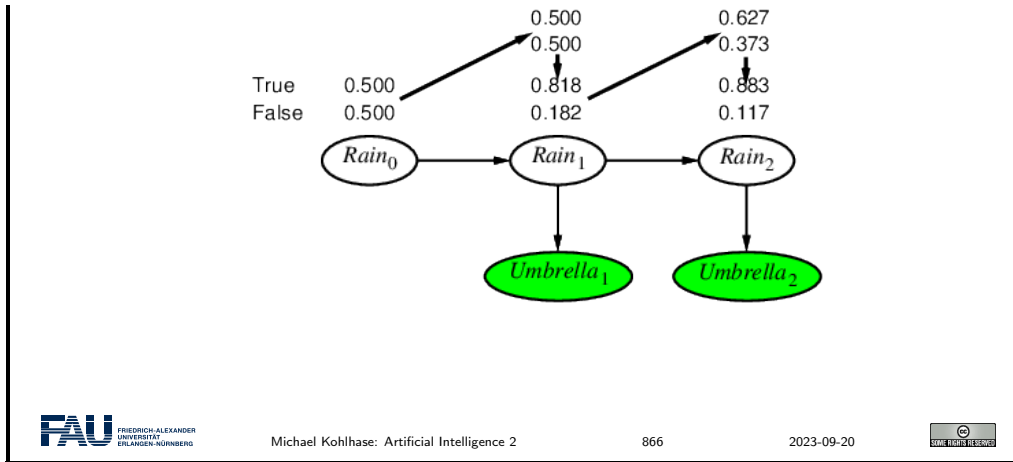 0.500 0.627
0.500 0.373
True 0.500 0.818 0.883
False 0.500 0.182 0.117
Rain0 Rain1 Rain2
Umbrella1 Umbrella2
FAU FRIEDRICH-ALEXANDER
UNIVERSITÄT
ERLANGEN-NÜRNBERG
Michael Kohlhase: Artificial Intelligence 2 866 2023-09-20
cc
SOME RIGHTS RESERVED